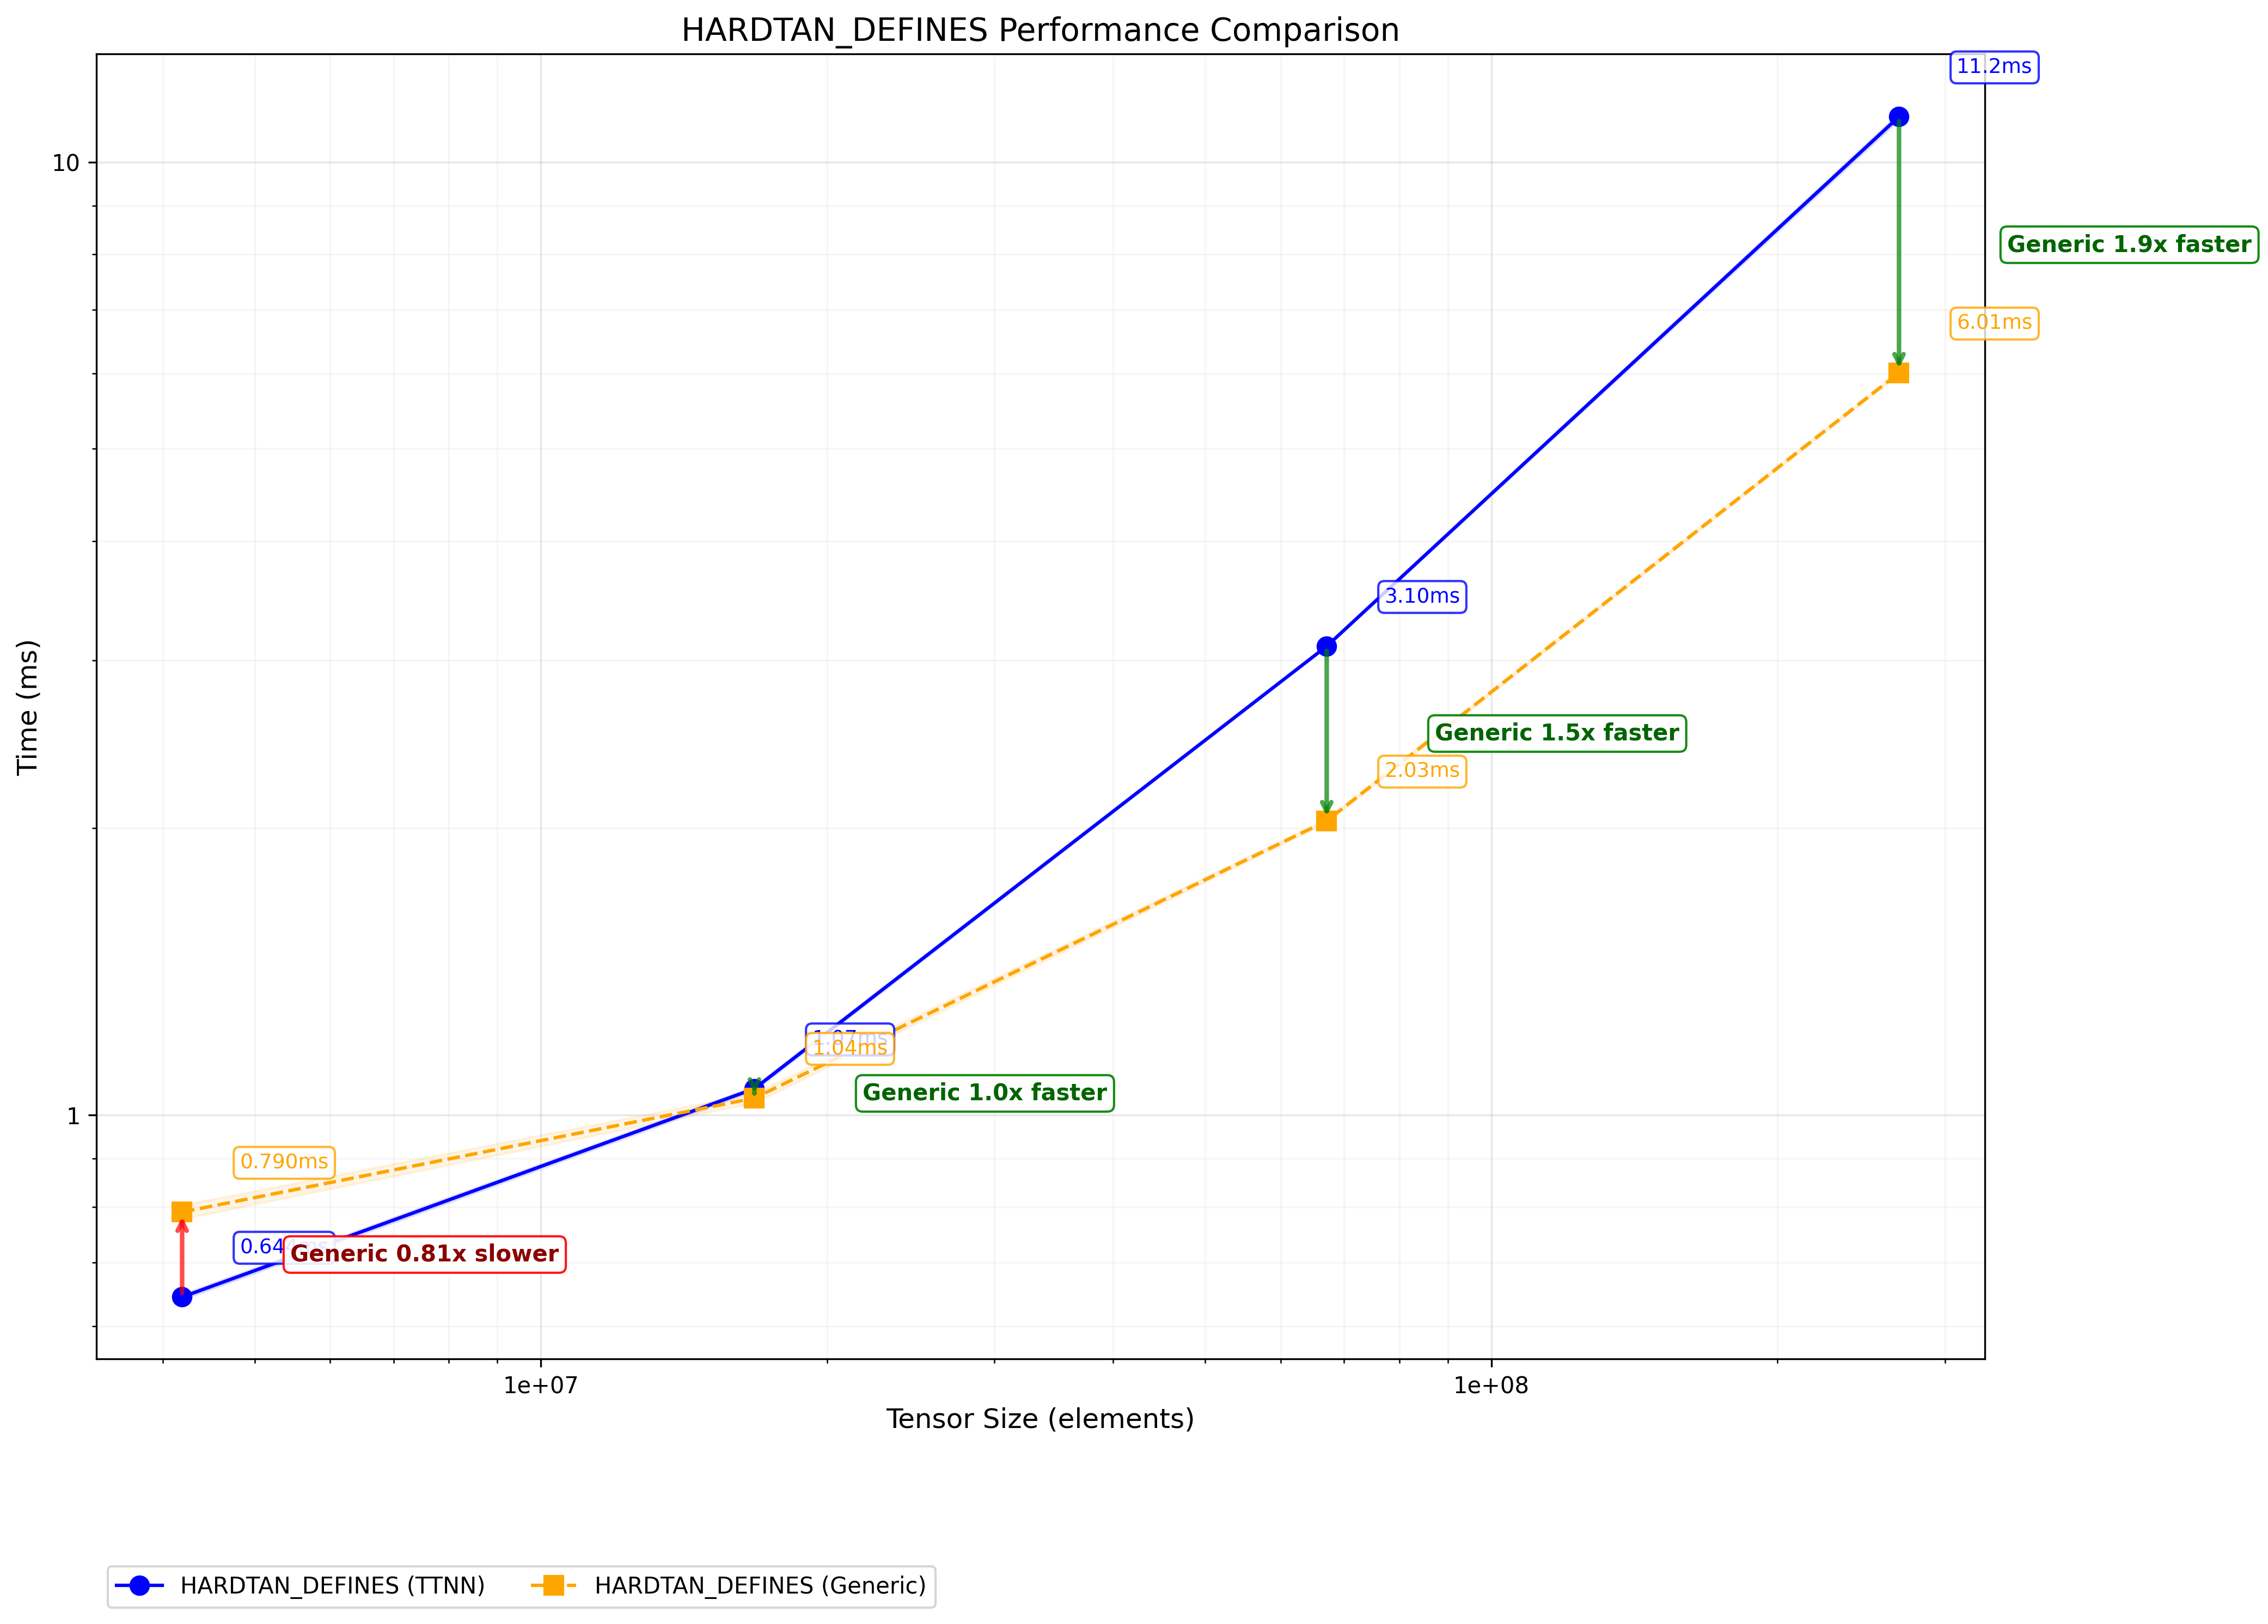 HARDTAN_DEFINES Performance Comparison
11.2ms
10
Generic 1.9x faster
6.01ms
3.10ms
Generic 1.5x faster
2.03ms
Time (ms)
1.07ms
1.04ms
Generic 1.0x faster
1
0.790ms
Generic 0.81x slower
1e+07
1e+08
Tensor Size (elements)
HARDTAN_DEFINES (TTNN)
HARDTAN_DEFINES (Generic)